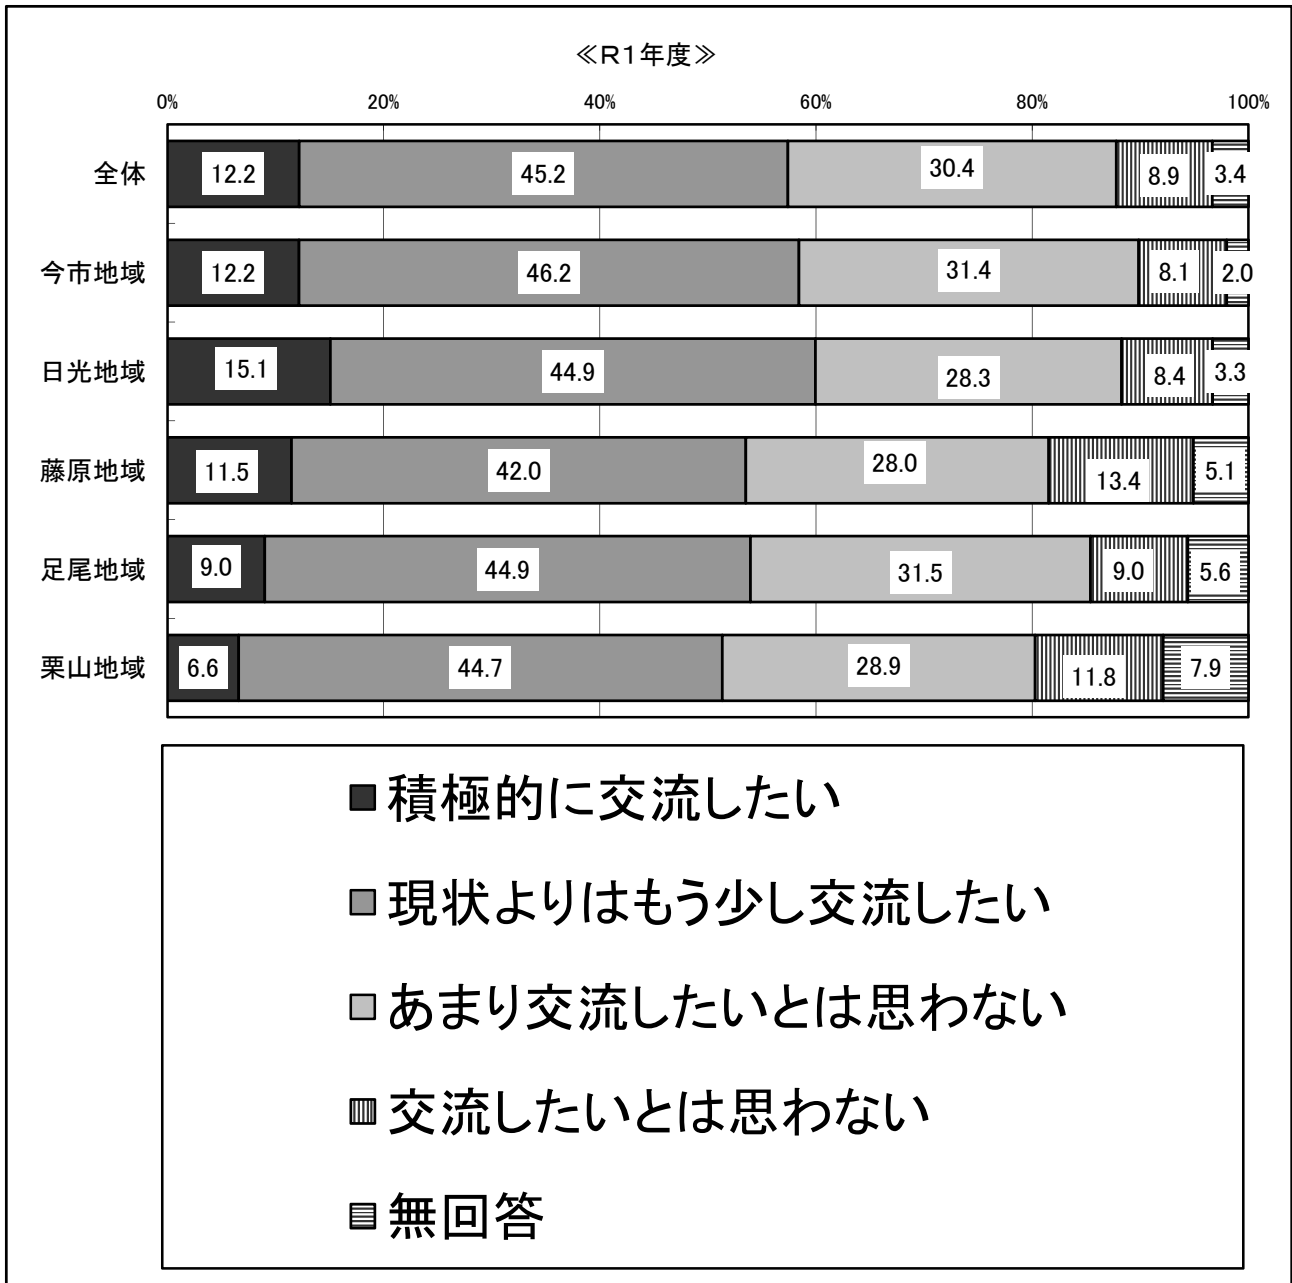 ≪R1年度≫
0% 20% 40% 60% 80% 100%
全体 12.2 45.2 30.4 8.9 3.4
今市地域 12.2 46.2 31.4 8.1 2.0
日光地域 15.1 44.9 28.3 8.4 3.3
藤原地域 11.5 42.0 28.0 13.4 5.1
足尾地域 9.0 44.9 31.5 9.0 5.6
栗山地域 6.6 44.7 28.9 11.8 7.9
積極的に交流したい
現状よりはもう少し交流したい
あまり交流したいとは思わない
交流したいとは思わない
無回答